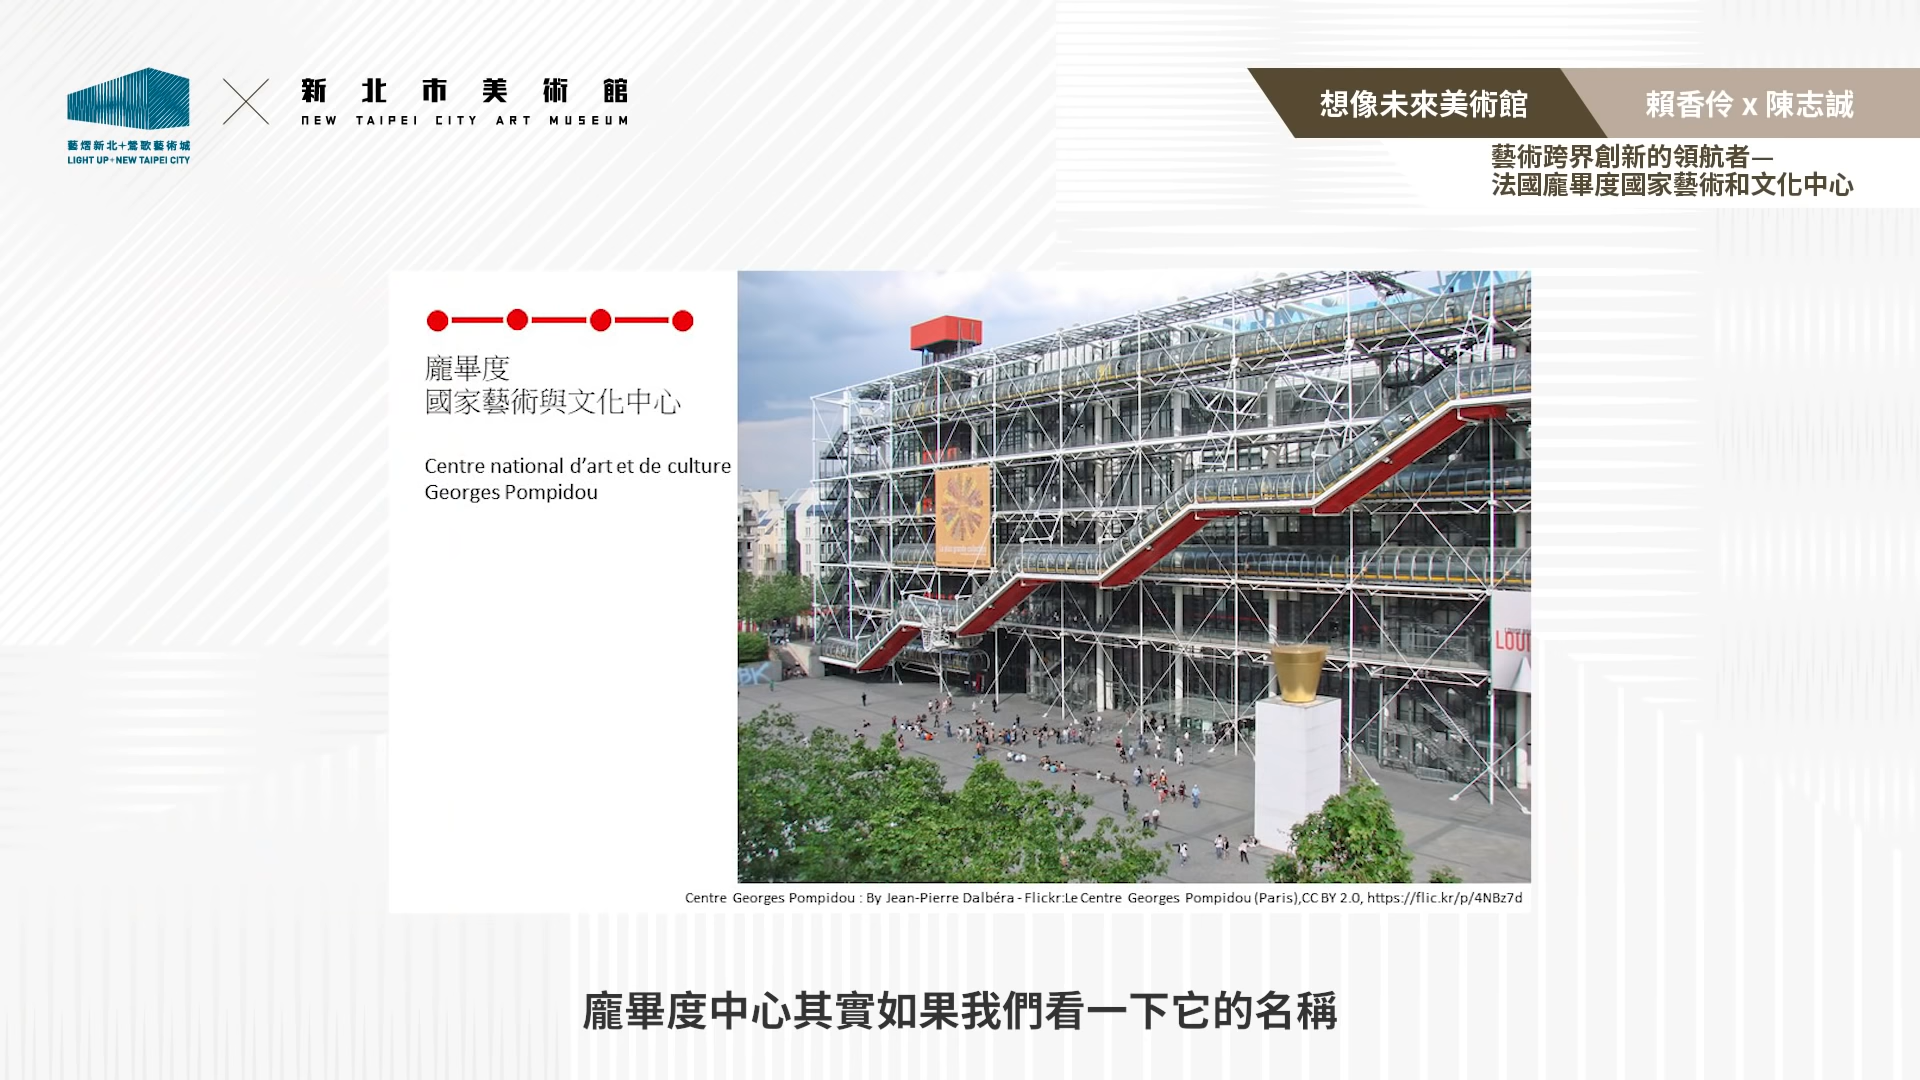 新北市美術館
NEW TAIPEI CITY ART MUSEUM
藝熠新北+鶯歌藝術城
LIGHT UP+NEW TAIPEI CITY
想像未來美術館
賴香伶 x 陳志誠
藝術跨界創新的領航者—
法國龐畢度國家藝術和文化中心
龐畢度
國家藝術與文化中心
Centre national d’art et de culture
Georges Pompidou
LOUI
Centre Georges Pompidou : By Jean-Pierre Dalbéra - Flickr:Le Centre Georges Pompidou (Paris),CC BY 2.0, https://flic.kr/p/4NBz7d
龐畢度中心其實如果我們看一下它的名稱